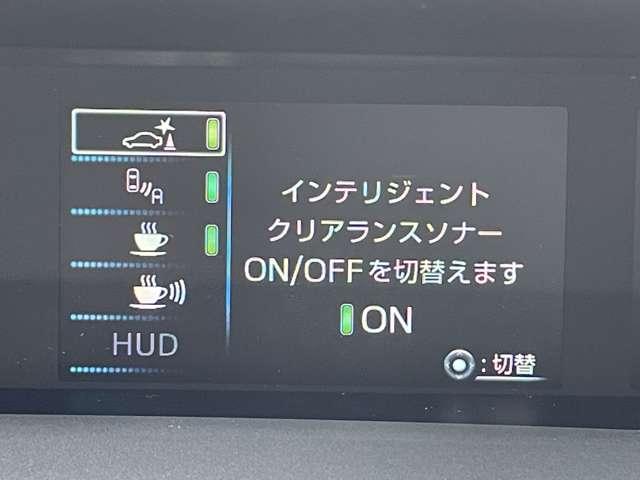 インテリジェント
クリアランスソナー
ON/OFFを切替えます
ON
HUD
:切替